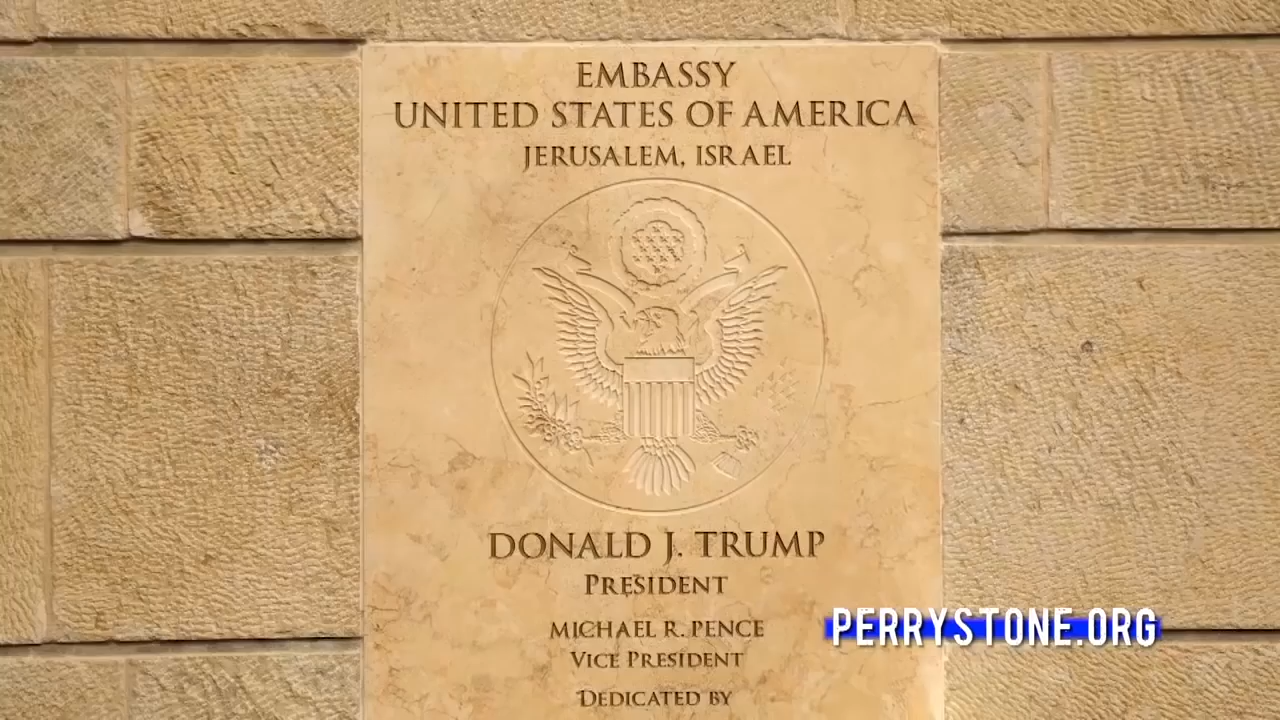 EMBASSY
UNITED STATES OF AMERICA
JERUSALEM, ISRAEL
DONALD J. TRUMP
PRESIDENT
MICHAEL R. PENCE
VICE PRESIDENT
DEDICATED BY
PERRYSTONE.ORG